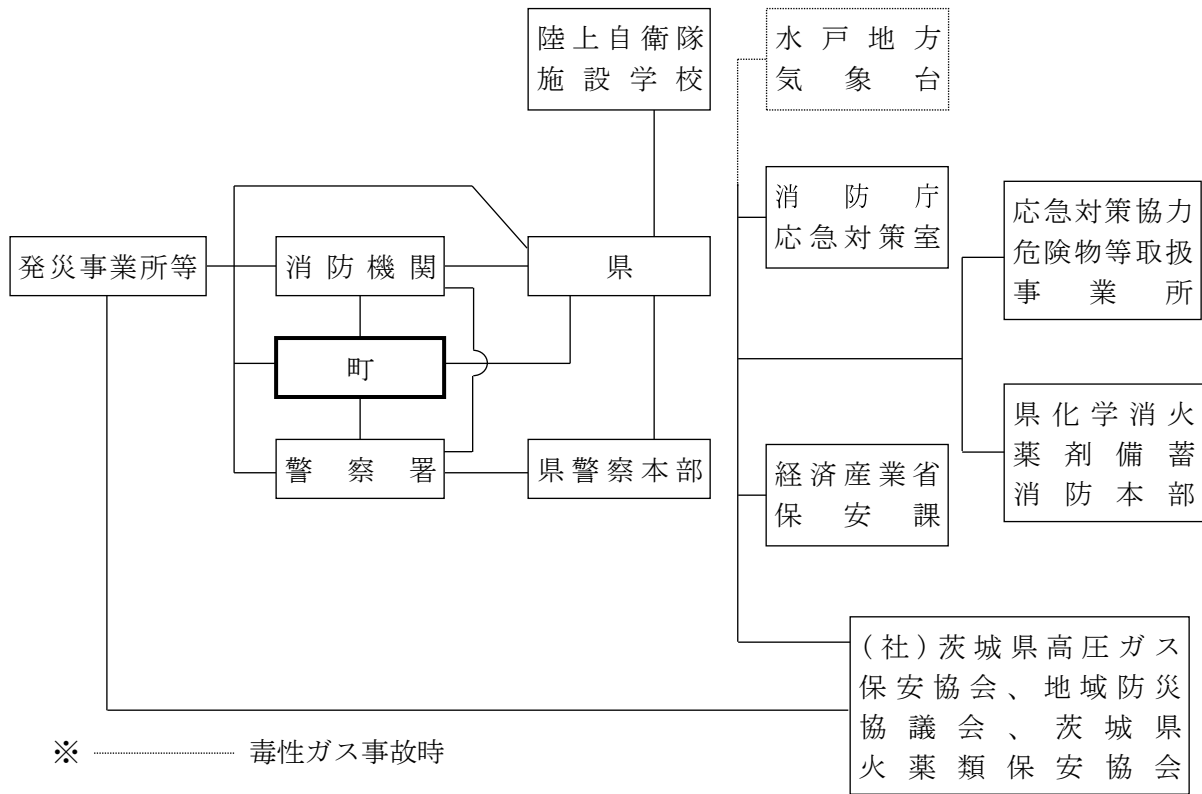 陸上自衛隊
施設学校
水戸地方
気象台
消防庁
応急対策室
応急対策協力
危険物等取扱
事業所
発災事業所等
消防機関
県
町
警察署
県警察本部
県化学消火
薬剤備蓄
消防本部
経済産業省
保安課
(社)茨城県高圧ガス
保安協会、地域防災
協議会、茨城県
火薬類保安協会
※ 毒性ガス事故時